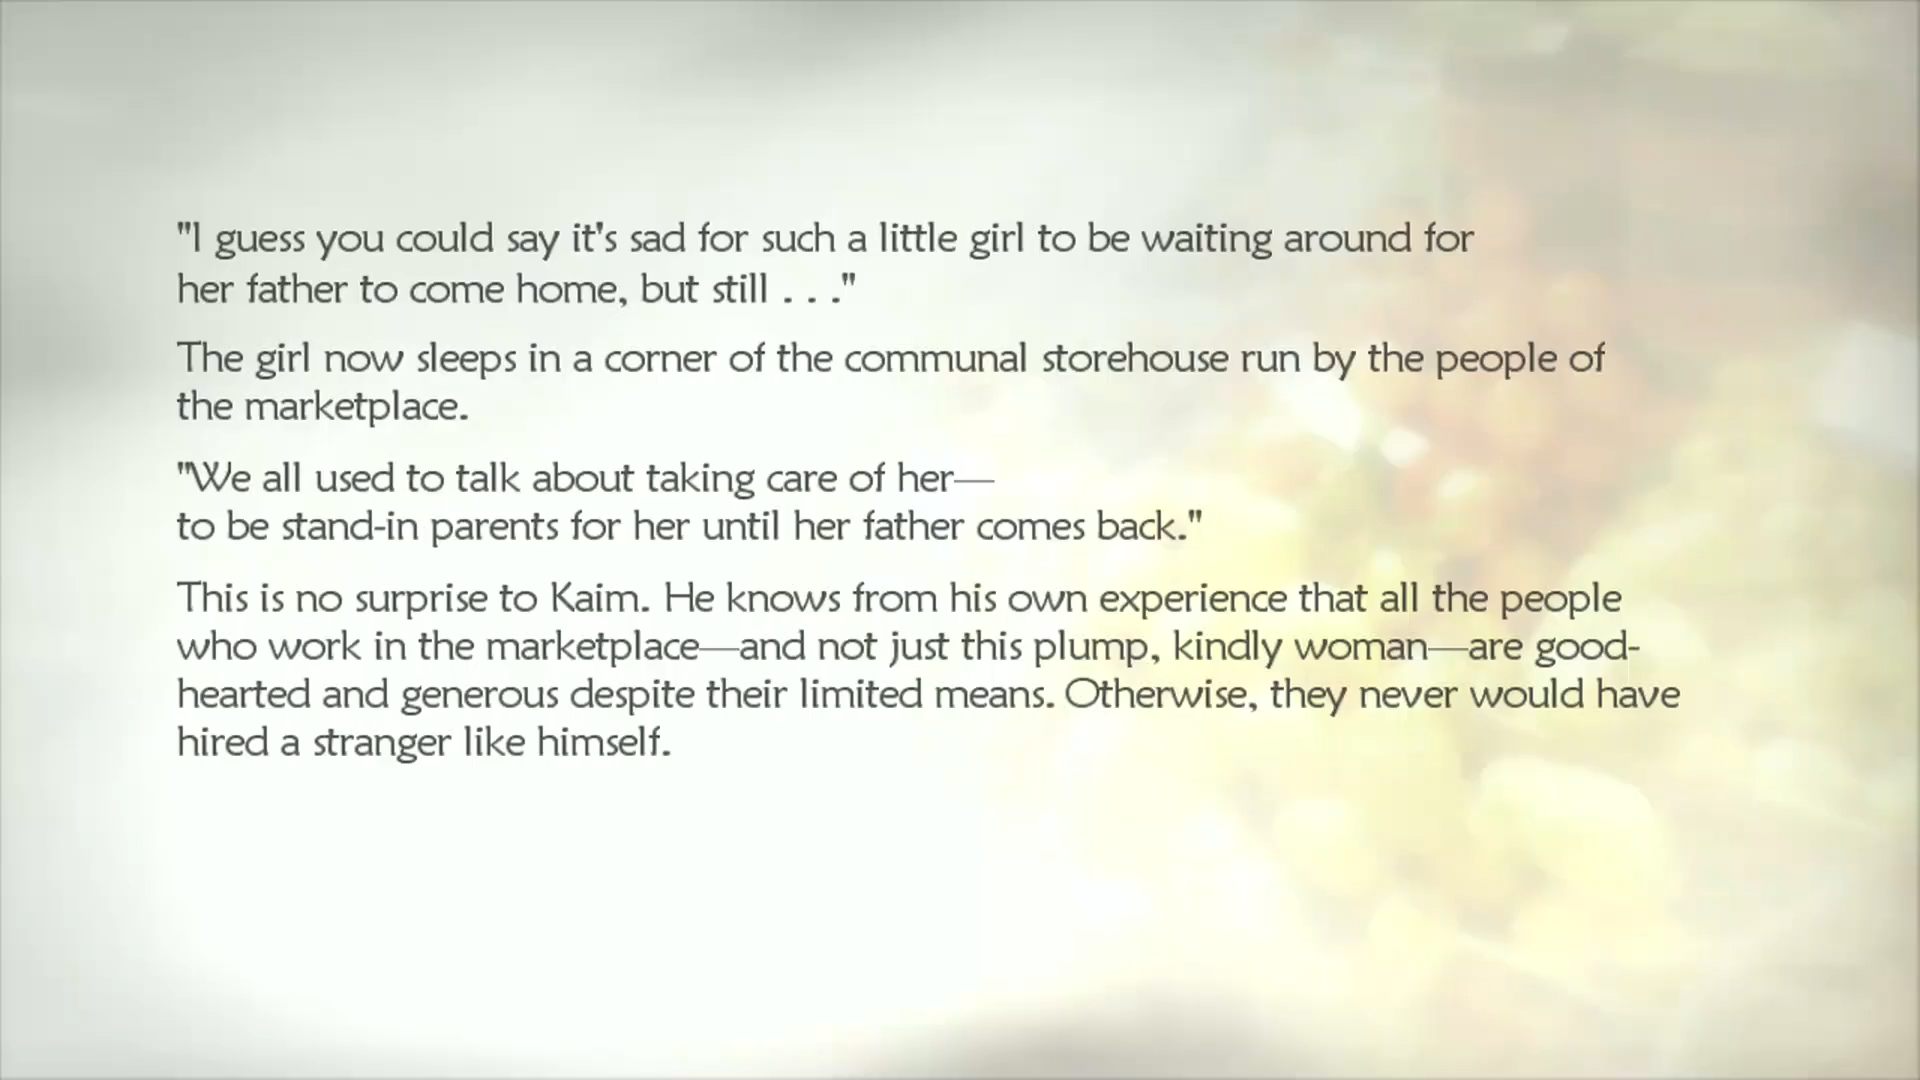 "I guess you could say it's sad for such a little girl to be waiting around for
her father to come home, but still . . ."
The girl now sleeps in a corner of the communal storehouse run by the people of
the marketplace.
"We all used to talk about taking care of her—
to be stand-in parents for her until her father comes back."
This is no surprise to Kaim. He knows from his own experience that all the people
who work in the marketplace—and not just this plump, kindly woman—are good-
hearted and generous despite their limited means. Otherwise, they never would have
hired a stranger like himself.